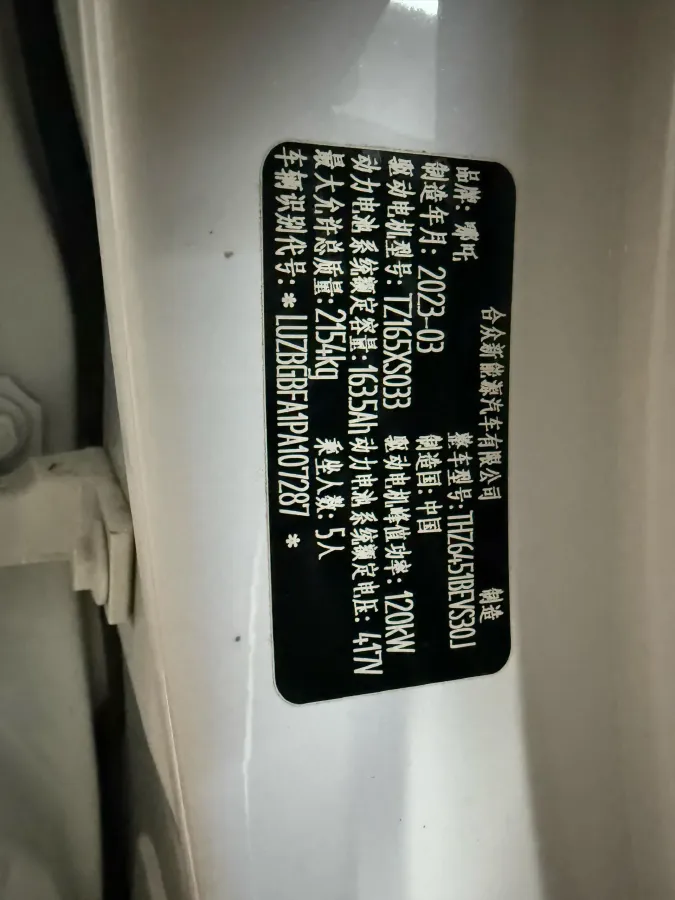 合众新能源汽车有限公司 制造
品牌：哪吒 整车型号：THZ6451BEVS30J
制造年月：2023-03 制造国：中国
驱动电机型号：TZ165XS033 驱动电机峰值功率：120kW
动力电池系统额定容量：163.5Ah 动力电池系统额定电压：417V
最大允许总质量：2154kg 乘坐人数：5人
车辆识别代号：* LUZBGBFA1PA107287 *